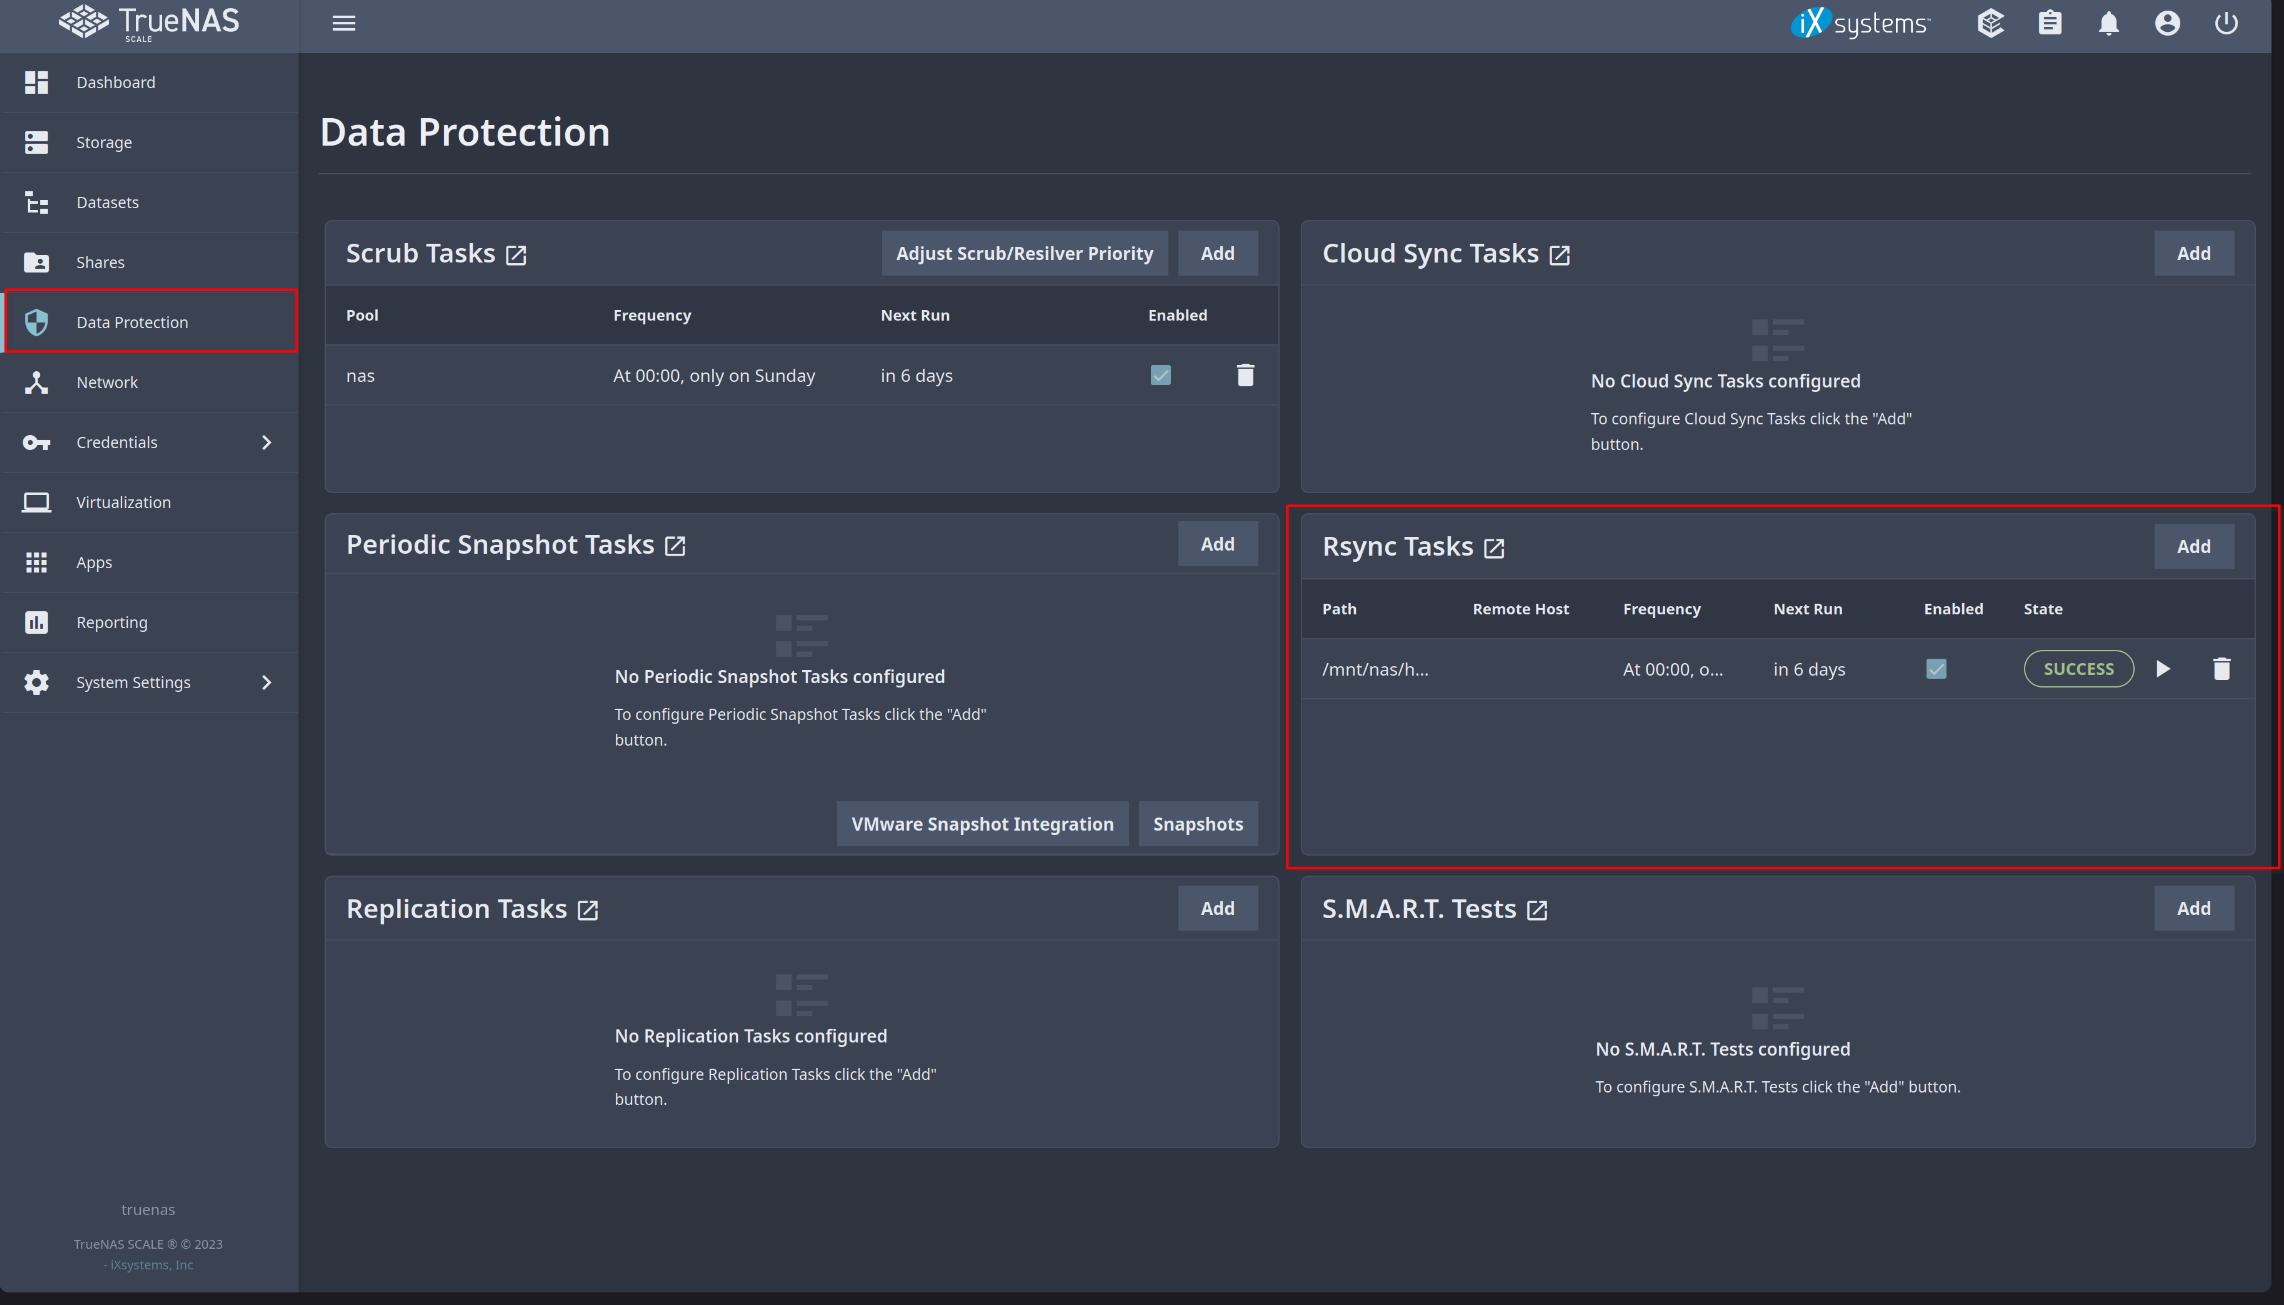 TrueNAS
SCALE
iXsystems™
Dashboard
Storage
Datasets
Shares
Data Protection
Network
Credentials
Virtualization
Apps
Reporting
System Settings
truenas
TrueNAS SCALE ® © 2023
- iXsystems, Inc
Data Protection
Scrub Tasks
Adjust Scrub/Resilver Priority
Add
Pool Frequency Next Run Enabled
nas At 00:00, only on Sunday in 6 days
Cloud Sync Tasks
Add
No Cloud Sync Tasks configured
To configure Cloud Sync Tasks click the "Add"
button.
Periodic Snapshot Tasks
Add
No Periodic Snapshot Tasks configured
To configure Periodic Snapshot Tasks click the "Add"
button.
VMware Snapshot Integration
Snapshots
Rsync Tasks
Add
Path Remote Host Frequency Next Run Enabled State
/mnt/nas/h... At 00:00, o... in 6 days SUCCESS
Replication Tasks
Add
No Replication Tasks configured
To configure Replication Tasks click the "Add"
button.
S.M.A.R.T. Tests
Add
No S.M.A.R.T. Tests configured
To configure S.M.A.R.T. Tests click the "Add" button.